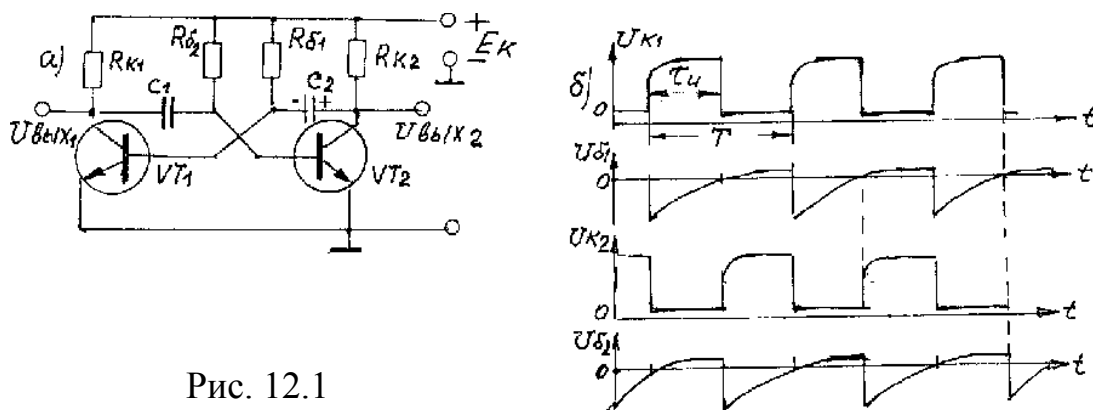 а)
Rк1
Rб2
Rб1
Rк2
+
Eк
−
C1
- C2 +
Uвых1
Uвых2
VT1
VT2
Рис. 12.1
б)
Uк1
0
τи
T
t
Uб1
0
t
Uк2
0
t
Uб2
0
t